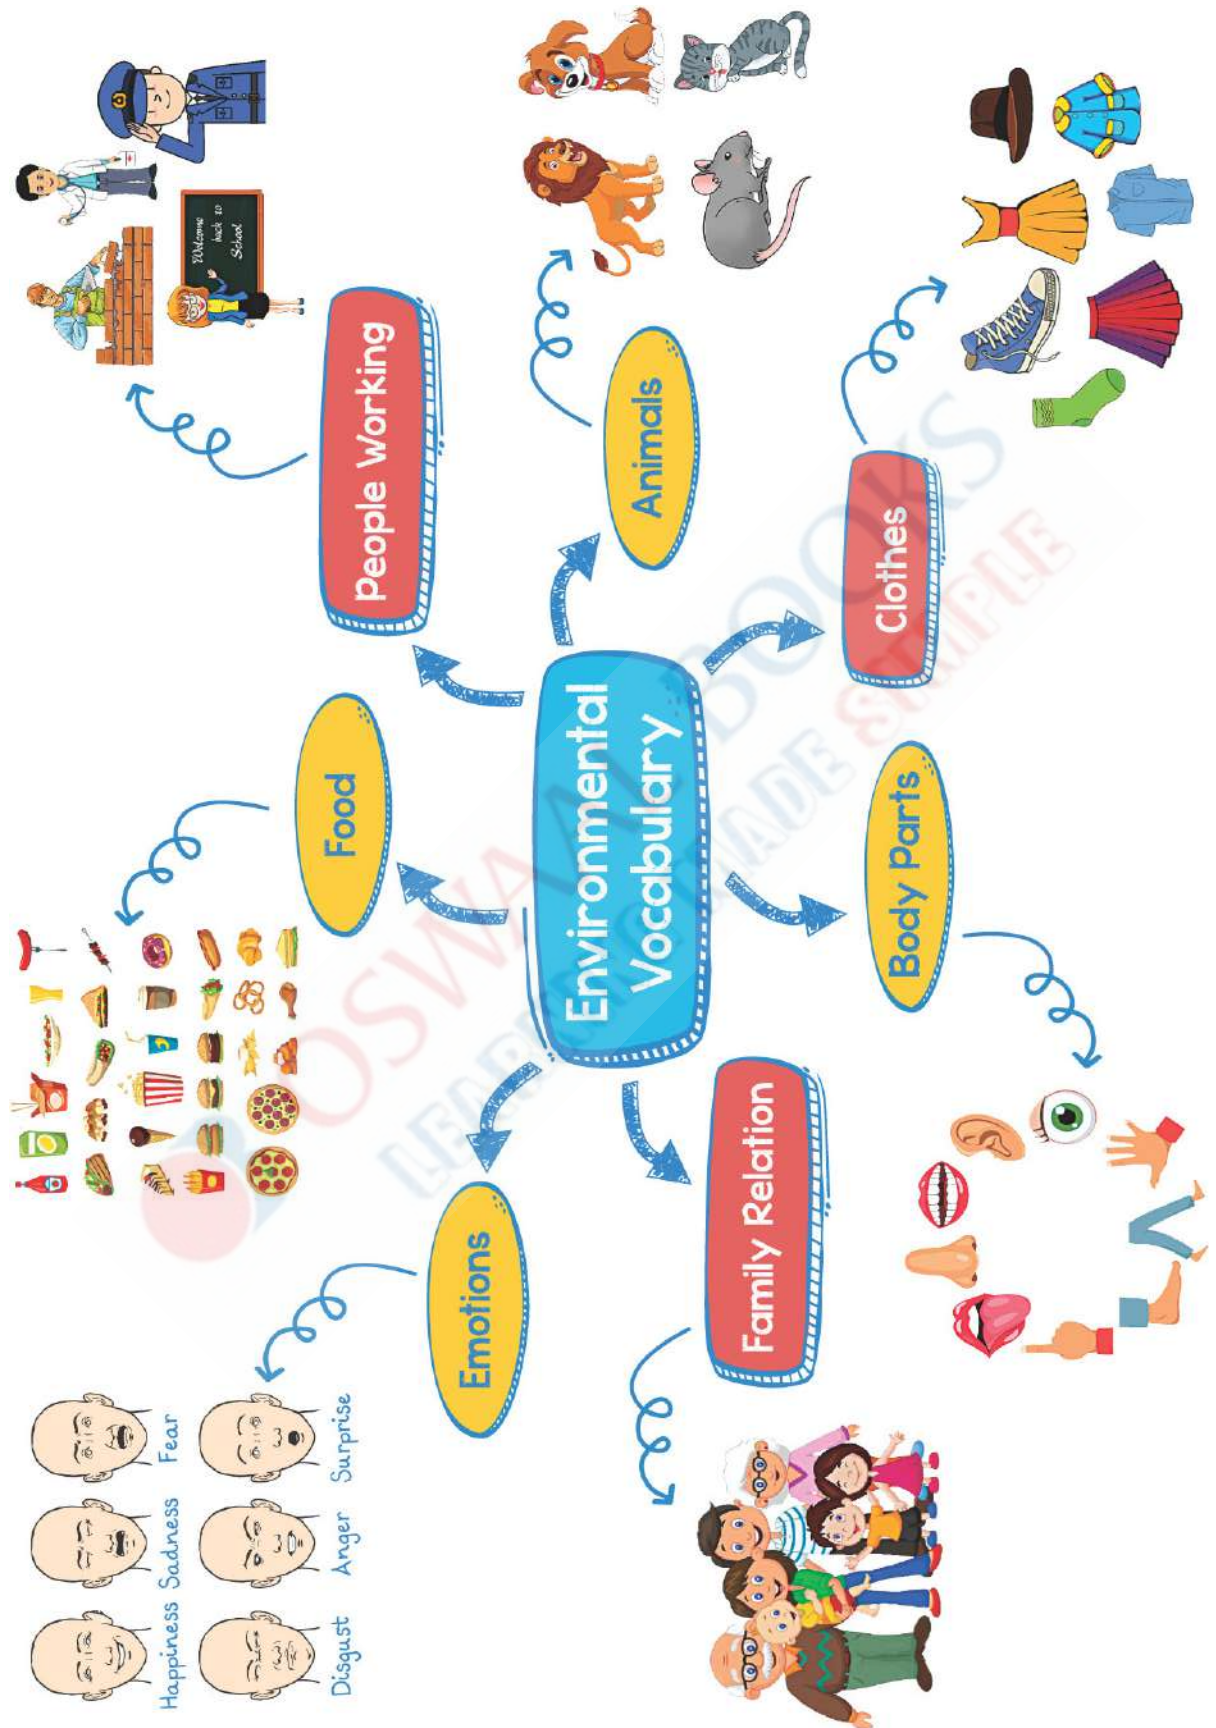 Happiness Sadness Fear
Disgust Anger Surprise
Emotions
Food
People Working
Welcome
back to
School
Environmental
Vocabulary
Animals
Family Relation
Body Parts
Clothes
OSWAAL BOOKS
LEARNING MADE SIMPLE